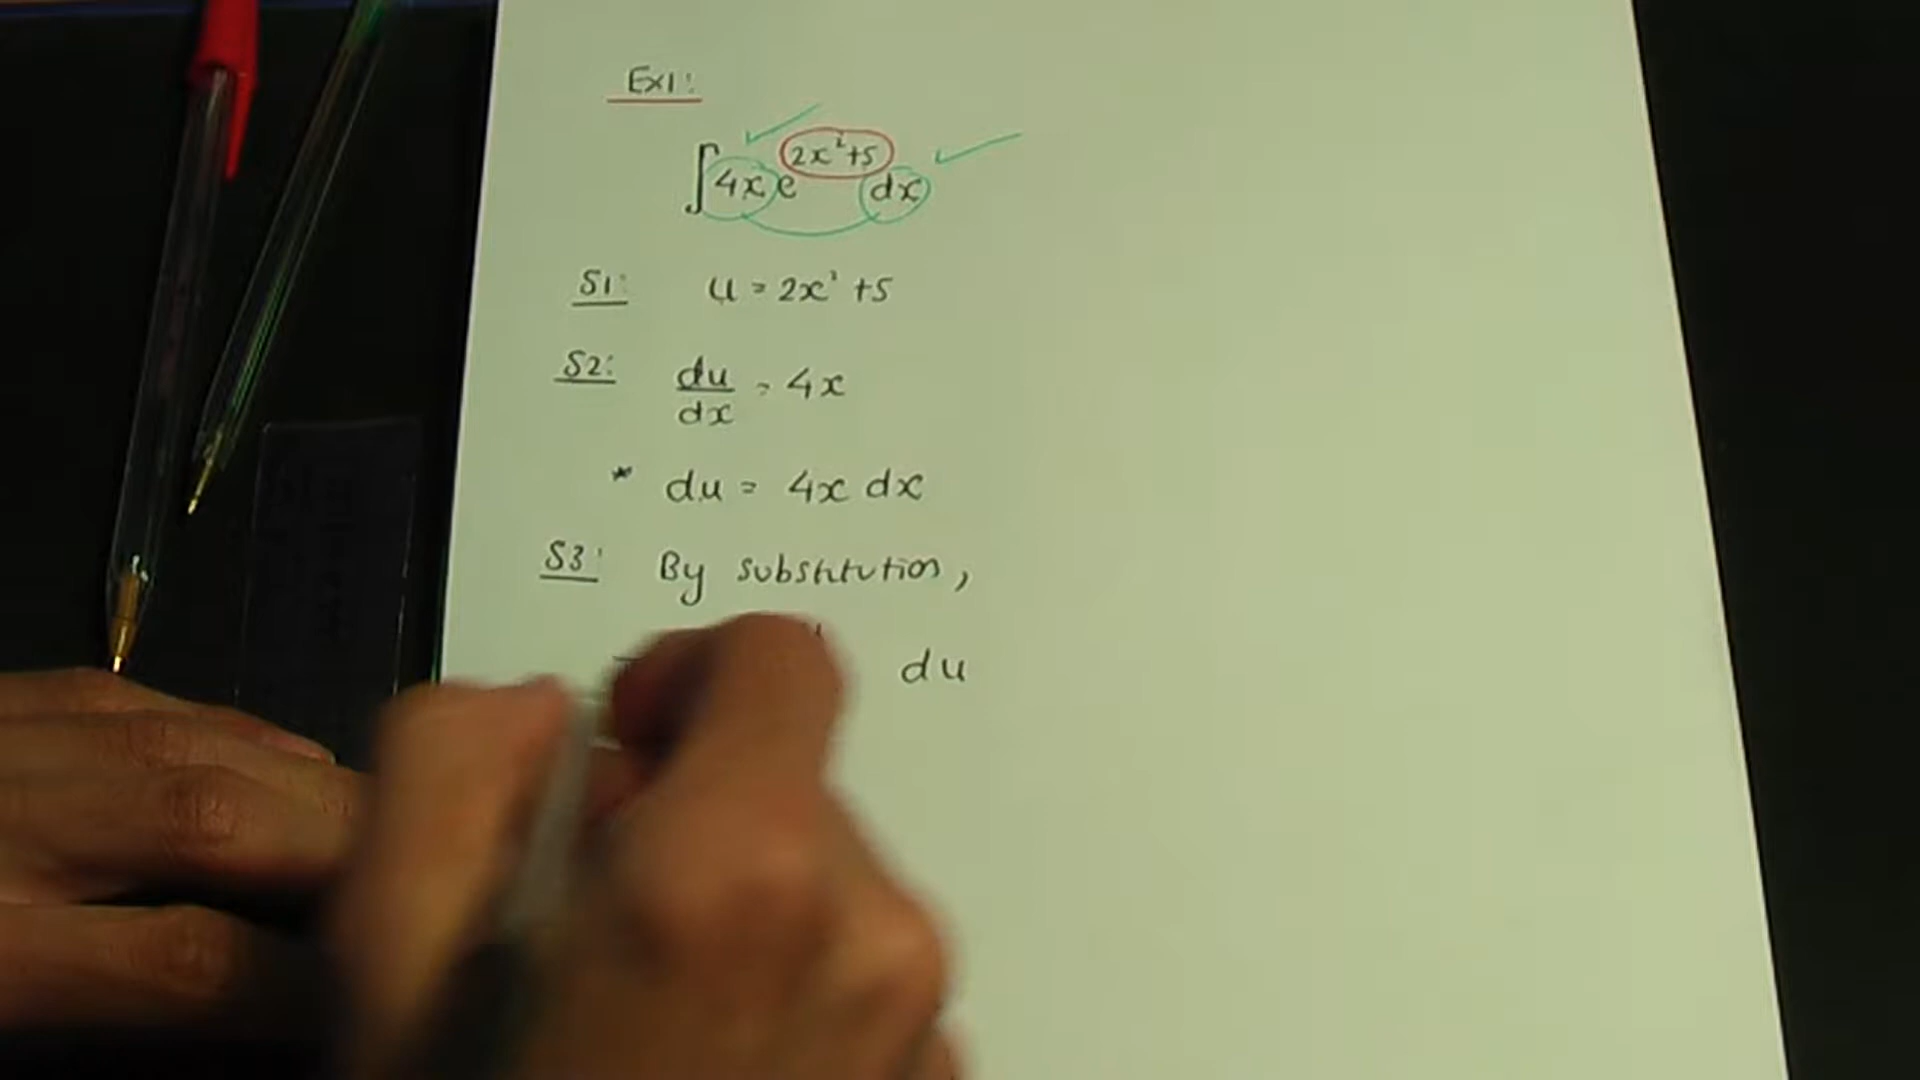 Ex1:
∫4x e^{2x²+5} dx
S1: u = 2x² + 5
S2: du/dx = 4x
* du = 4x dx
S3: By substitution,
du